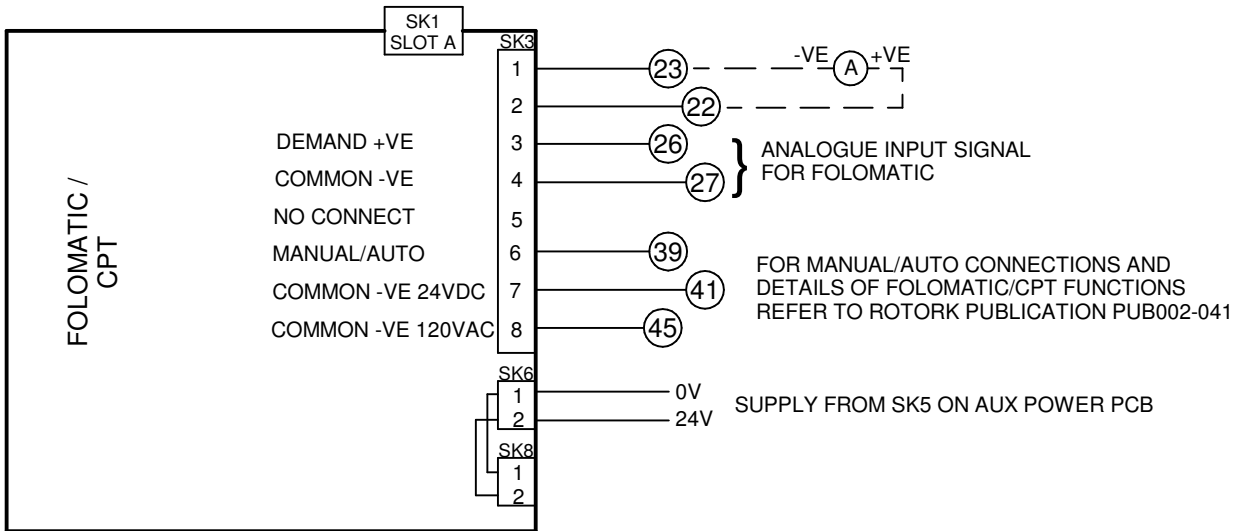 SK1
SLOT A
SK3
1 23 -VE A +VE
2 22
DEMAND +VE 3 26
COMMON -VE 4 27
} ANALOGUE INPUT SIGNAL
FOR FOLOMATIC
NO CONNECT 5
MANUAL/AUTO 6 39
COMMON -VE 24VDC 7 41
COMMON -VE 120VAC 8 45
FOR MANUAL/AUTO CONNECTIONS AND
DETAILS OF FOLOMATIC/CPT FUNCTIONS
REFER TO ROTORK PUBLICATION PUB002-041
FOLOMATIC /
CPT
SK6
1 0V
2 24V
SUPPLY FROM SK5 ON AUX POWER PCB
SK8
1
2